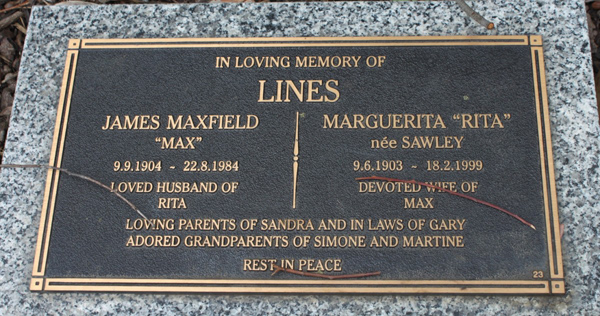 IN LOVING MEMORY OF
LINES
JAMES MAXFIELD
"MAX"
9.9.1904 - 22.8.1984
LOVED HUSBAND OF
RITA
MARGUERITA "RITA"
née SAWLEY
9.6.1903 - 18.2.1999
DEVOTED WIFE OF
MAX
LOVING PARENTS OF SANDRA AND IN LAWS OF GARY
ADORED GRANDPARENTS OF SIMONE AND MARTINE
REST IN PEACE
23